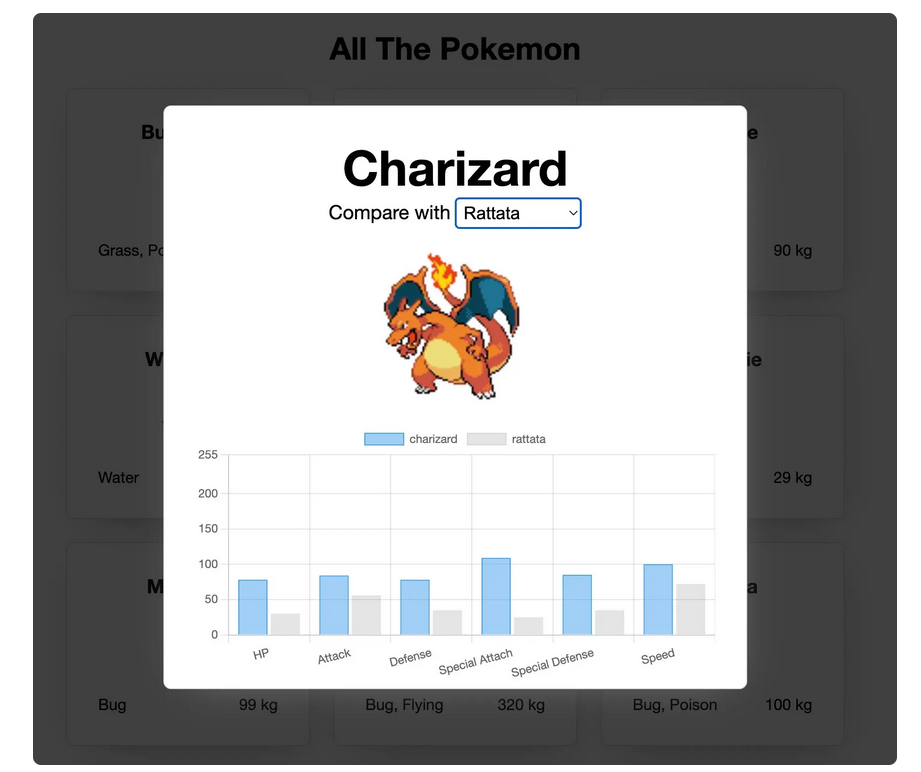 All The Pokemon
Bu
e
Charizard
Compare with Rattata
Grass, Po
90 kg
W
ie
charizard rattata
255
200
150
100
50
0
Water
29 kg
M
a
HP Attack Defense Special Attach Special Defense Speed
Bug 99 kg Bug, Flying 320 kg Bug, Poison 100 kg